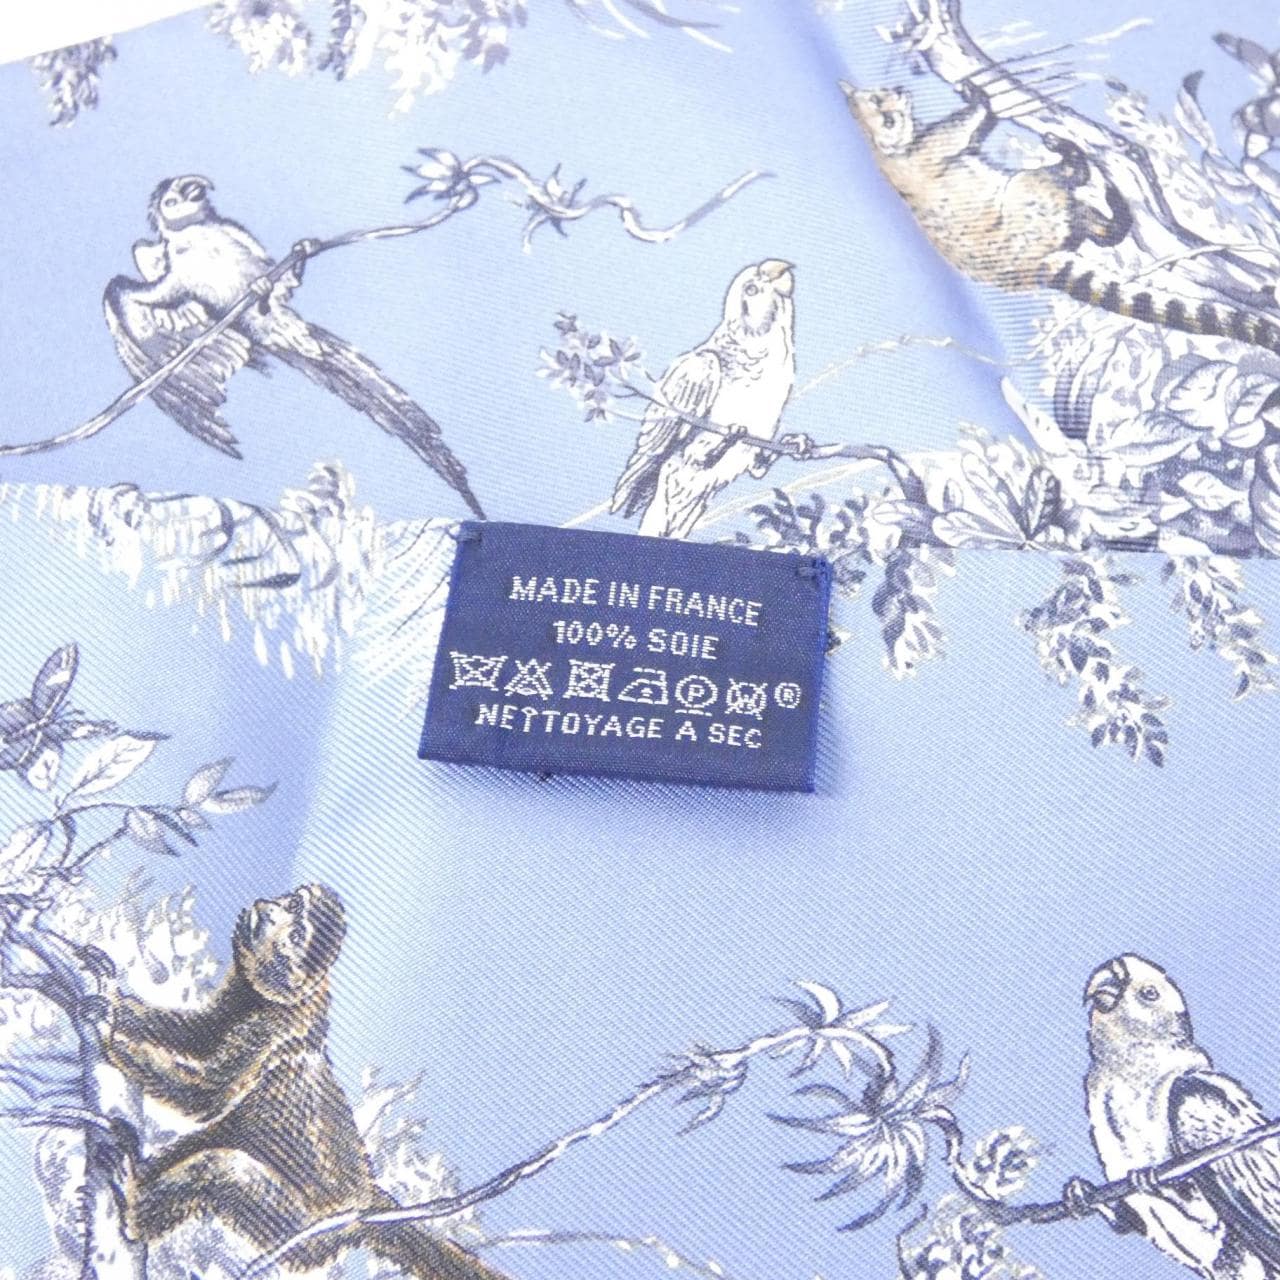 MADE IN FRANCE
100% SOIE
P W ®
NETTOYAGE A SEC